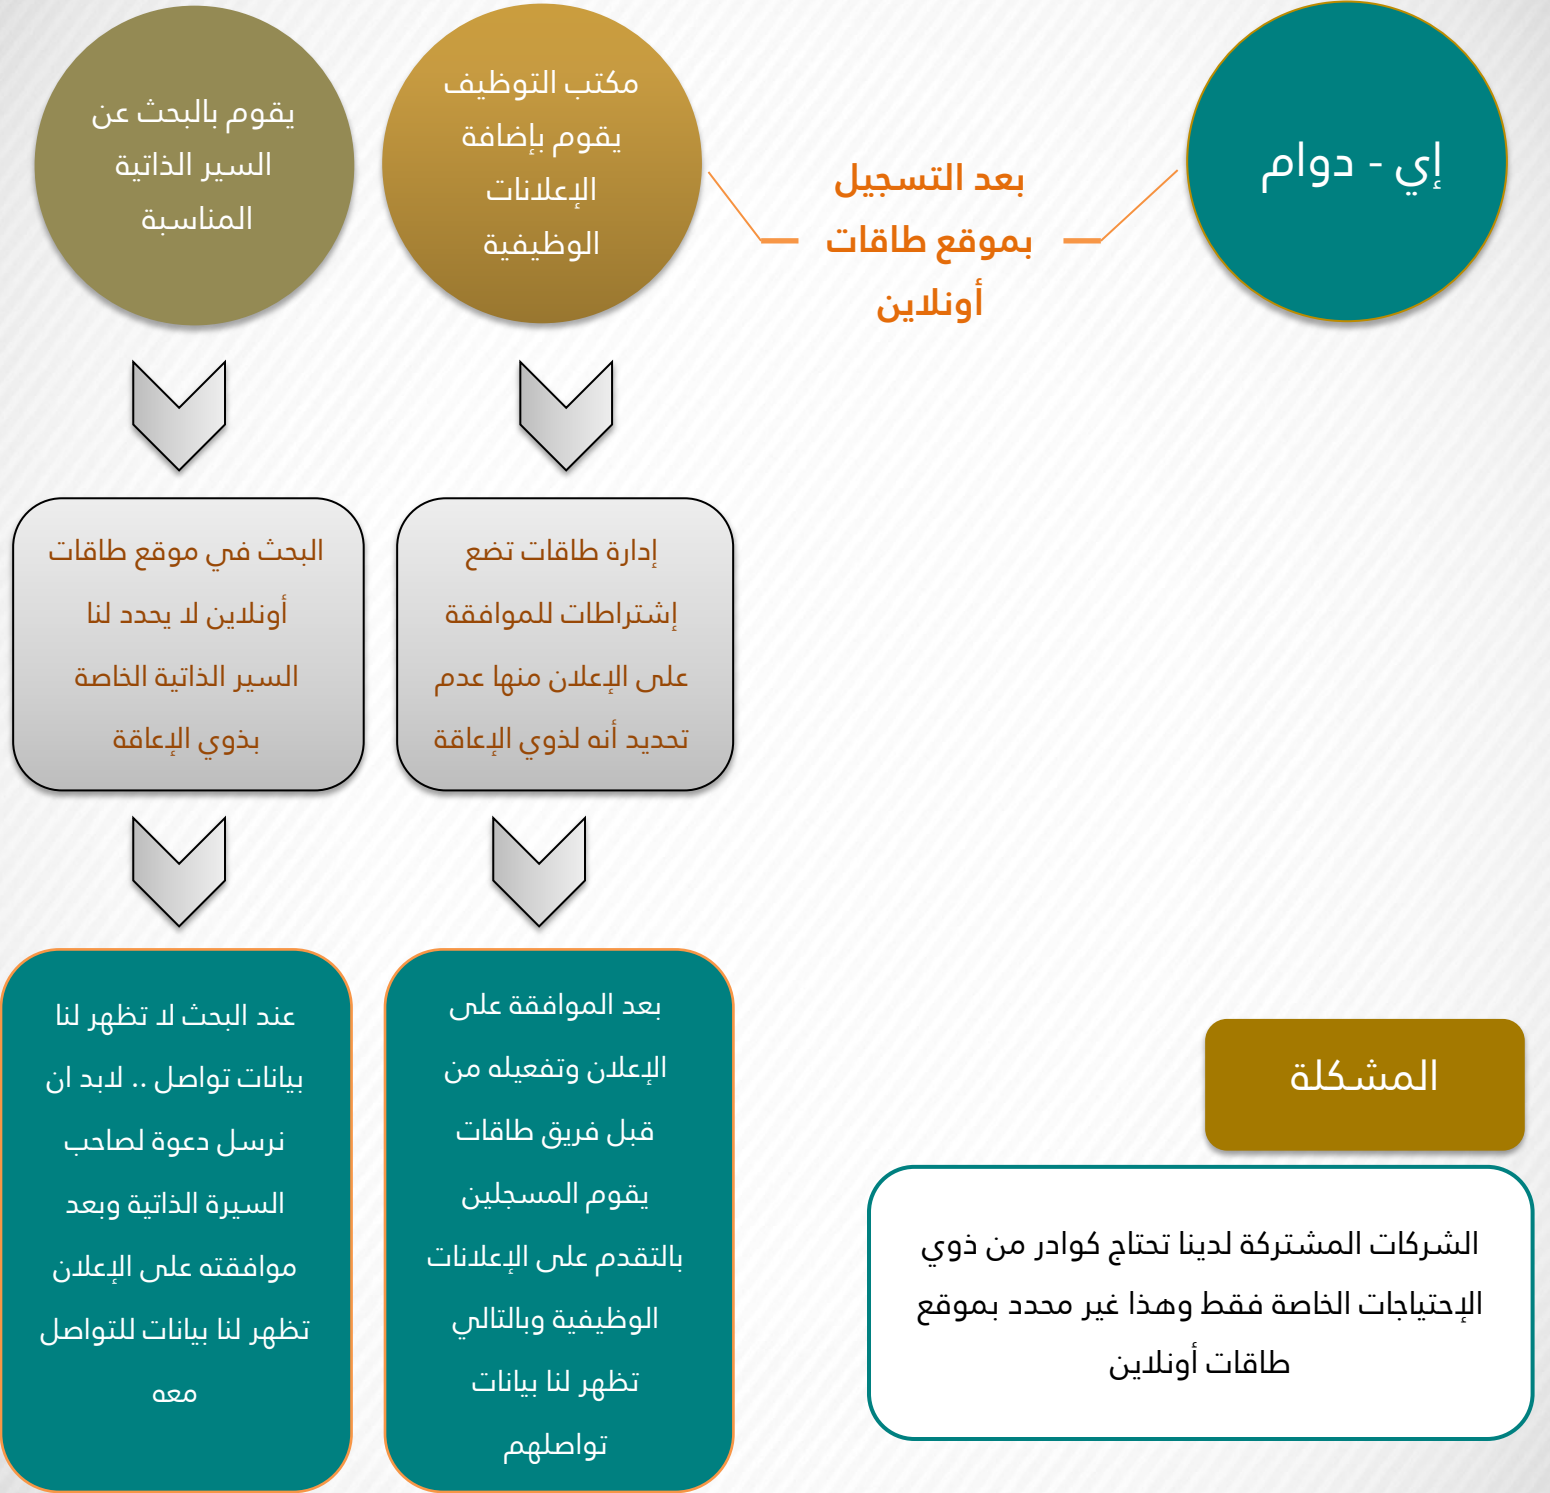 إي - دوام
بعد التسجيل
بموقع طاقات
أونلاين
مكتب التوظيف
يقوم بإضافة
الإعلانات
الوظيفية
إدارة طاقات تضع
إشتراطات للموافقة
على الإعلان منها عدم
تحديد أنه لذوي الإعاقة
بعد الموافقة على
الإعلان وتفعيله من
قبل فريق طاقات
يقوم المسجلين
بالتقدم على الإعلانات
الوظيفية وبالتالي
تظهر لنا بيانات
تواصلهم
يقوم بالبحث عن
السير الذاتية
المناسبة
البحث في موقع طاقات
أونلاين لا يحدد لنا
السير الذاتية الخاصة
بذوي الإعاقة
عند البحث لا تظهر لنا
بيانات تواصل .. لابد ان
نرسل دعوة لصاحب
السيرة الذاتية وبعد
موافقته على الإعلان
تظهر لنا بيانات للتواصل
معه
المشكلة
الشركات المشتركة لدينا تحتاج كوادر من ذوي
الإحتياجات الخاصة فقط وهذا غير محدد بموقع
طاقات أونلاين